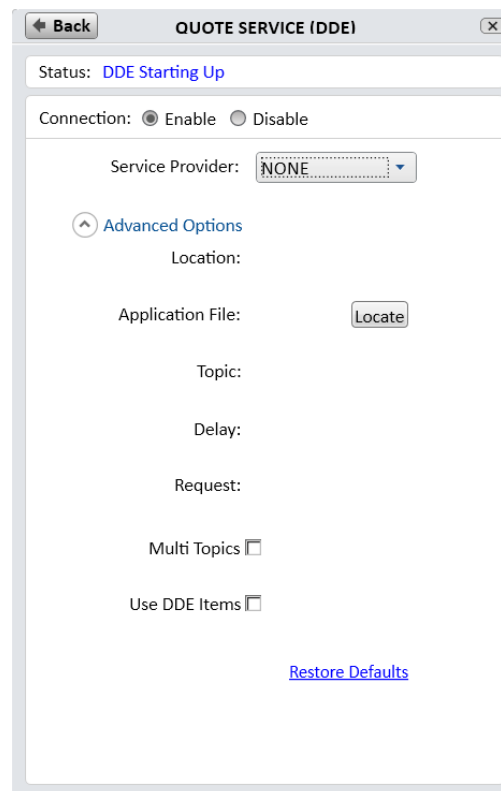 Back QUOTE SERVICE (DDE) X
Status: DDE Starting Up
Connection: Enable Disable
Service Provider: NONE
Advanced Options
Location:
Application File: Locate
Topic:
Delay:
Request:
Multi Topics
Use DDE Items
Restore Defaults